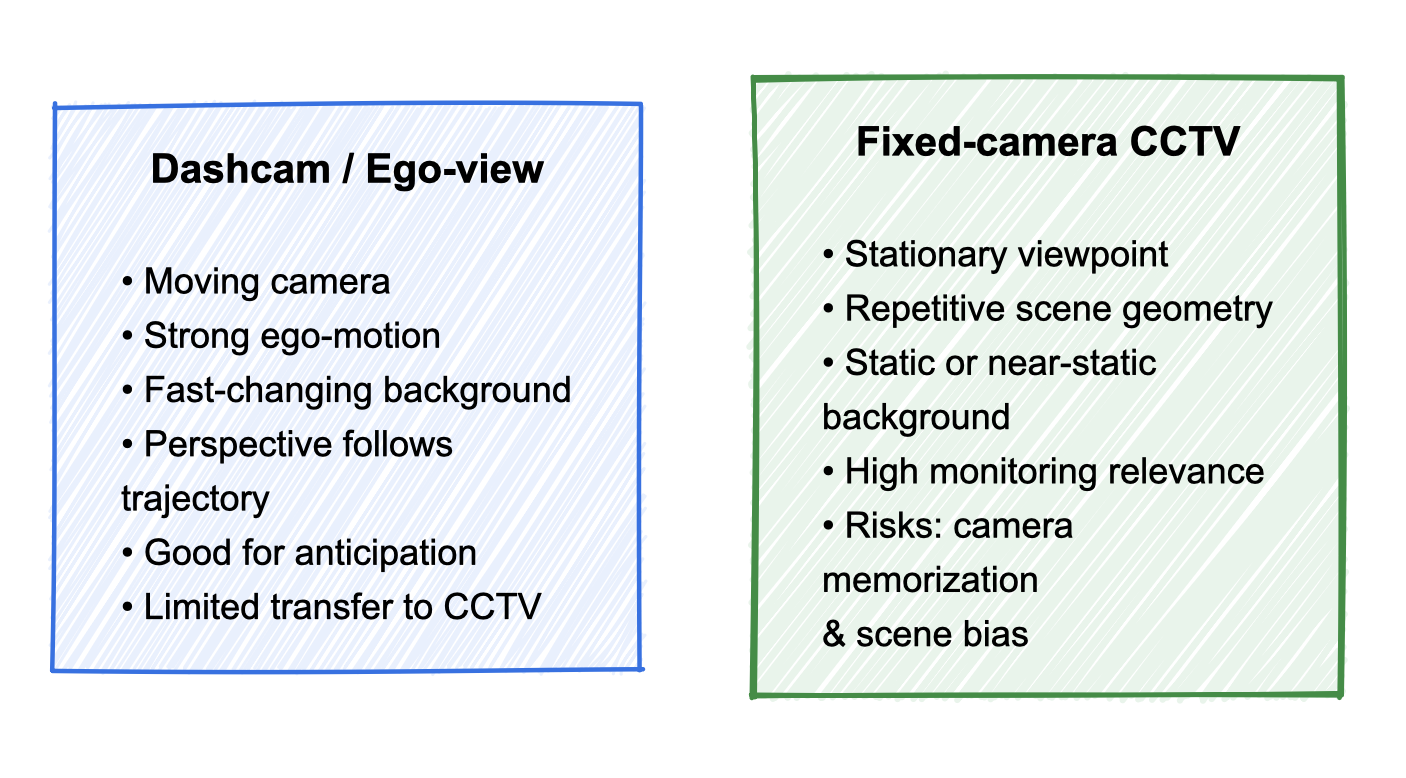 Dashcam / Ego-view
• Moving camera
• Strong ego-motion
• Fast-changing background
• Perspective follows
trajectory
• Good for anticipation
• Limited transfer to CCTV
Fixed-camera CCTV
• Stationary viewpoint
• Repetitive scene geometry
• Static or near-static
background
• High monitoring relevance
• Risks: camera
memorization
& scene bias